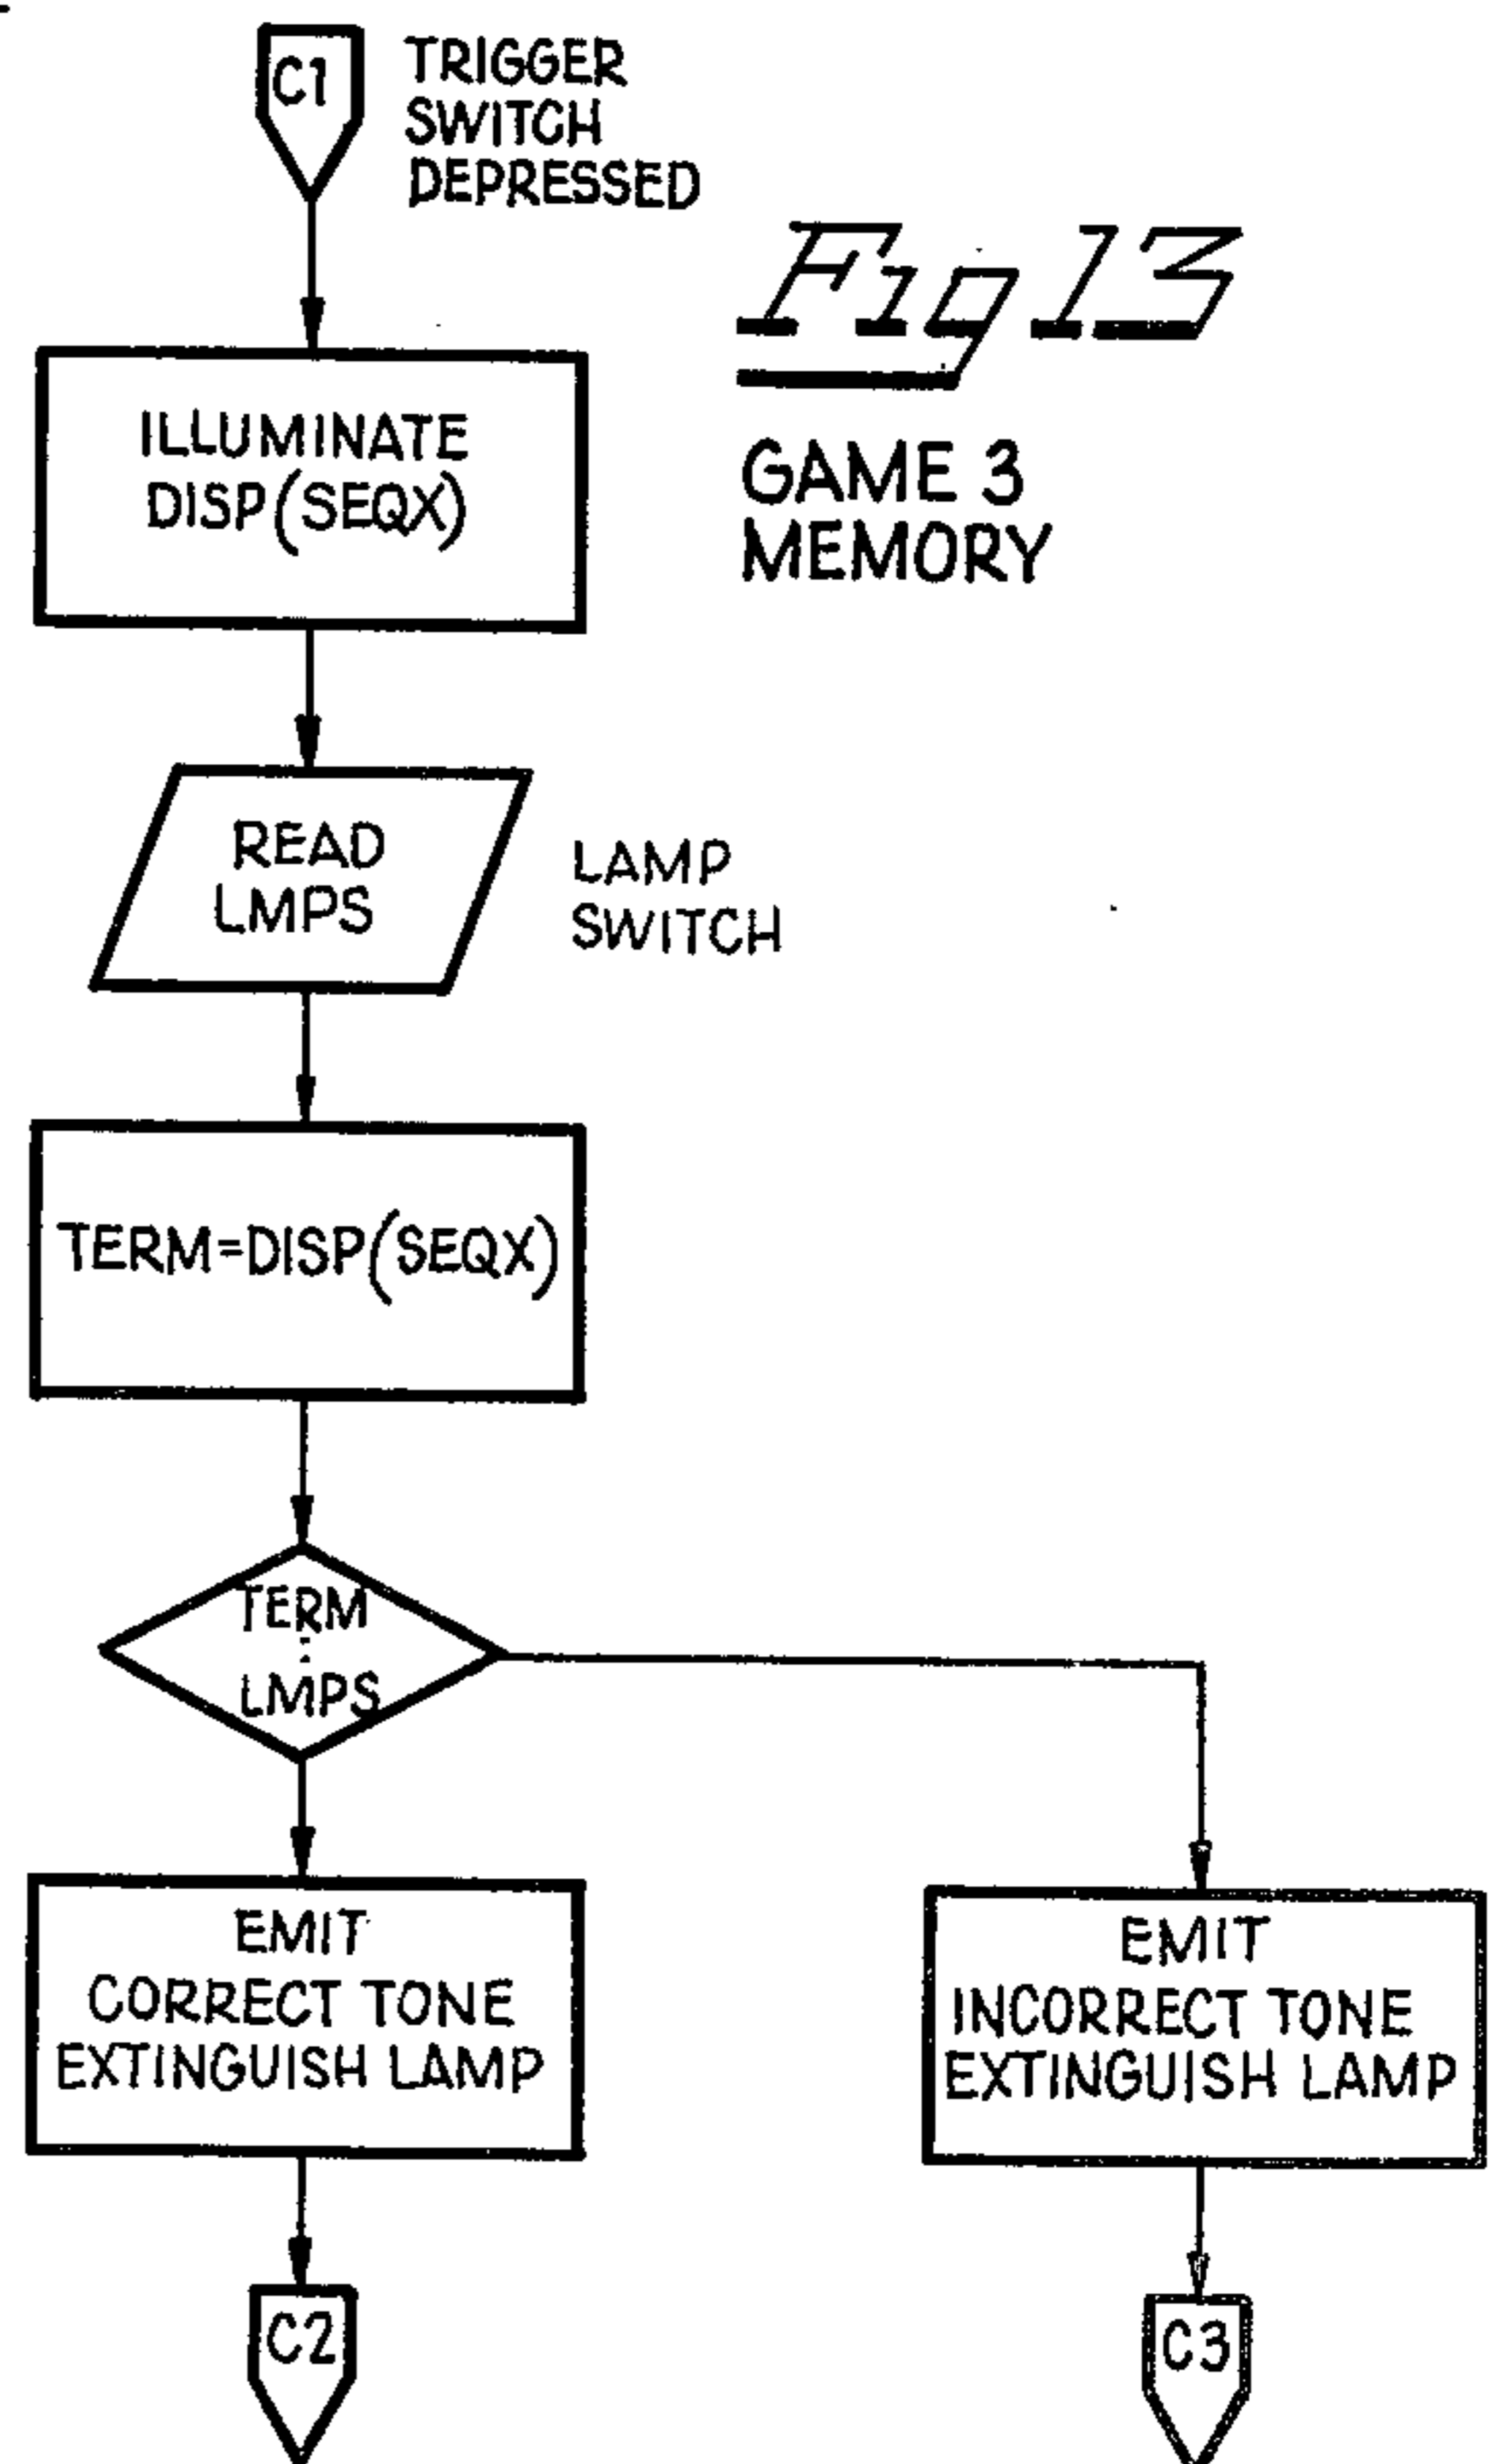 C1
TRIGGER
SWITCH
DEPRESSED
Fig 13
GAME 3
MEMORY
ILLUMINATE
DISP(SEQX)
READ
LMPS
LAMP
SWITCH
TERM=DISP(SEQX)
TERM
:
LMPS
EMIT
CORRECT TONE
EXTINGUISH LAMP
EMIT
INCORRECT TONE
EXTINGUISH LAMP
C2
C3